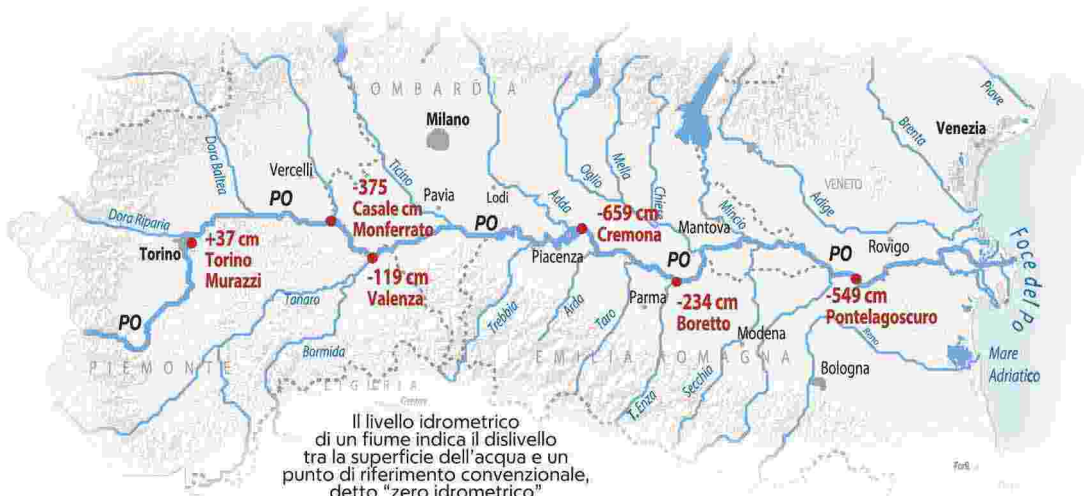 LOMBARDIA
Milano
Piave
Venezia
Brenta
Dora Baltea
Vercelli
Ticino
Pavia
Lodi
Adda
Oglio
Mella
Chiese
Mincio
Adige
VENETO
PO
-375
Casale cm
Monferrato
PO
-659 cm
Cremona
Mantova
Dora Riparia
Torino
+37 cm
Torino
Murazzi
Piacenza
PO
PO
Rovigo
Foce del Po
-119 cm
Valenza
Parma
-234 cm
Boretto
-549 cm
Pontelagoscuro
PO
Tanaro
Bormida
Trebbia
Arda
Taro
T. Enza
Secchia
Modena
Reno
Bologna
Mare
Adriatico
PIEMONTE
LIGURIA
EMILIA ROMAGNA
Genova
Forlì
Il livello idrometrico
di un fiume indica il dislivello
tra la superficie dell'acqua e un
punto di riferimento convenzionale,
detto "zero idrometrico"